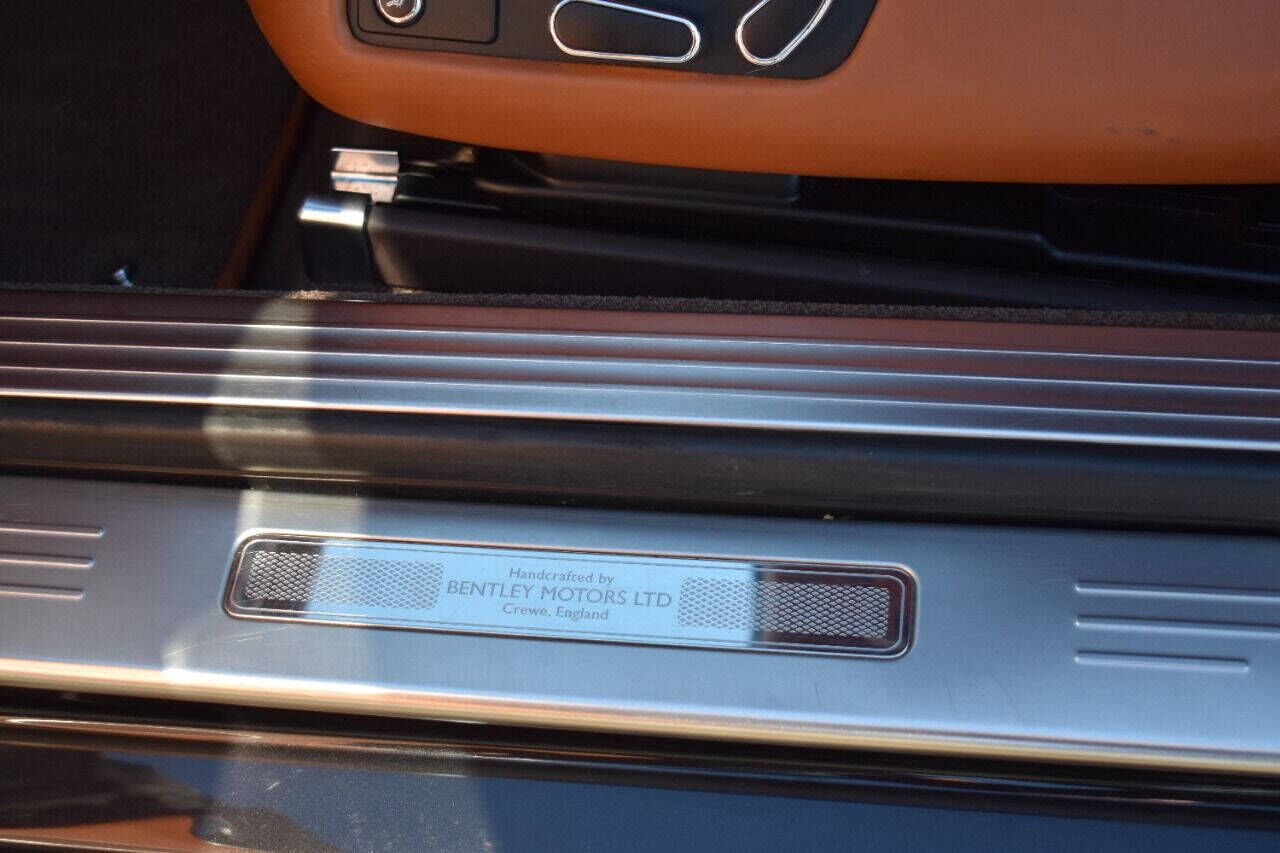 Handcrafted by
BENTLEY MOTORS LTD
Crewe, England